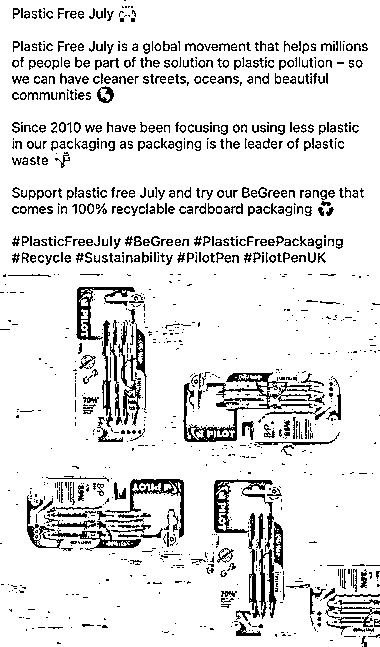 Plastic Free July
Plastic Free July is a global movement that helps millions
of people be part of the solution to plastic pollution – so
we can have cleaner streets, oceans, and beautiful
communities 🌍
Since 2010 we have been focusing on using less plastic
in our packaging as packaging is the leader of plastic
waste 🌱
Support plastic free July and try our BeGreen range that
comes in 100% recyclable cardboard packaging ♻️
#PlasticFreeJuly #BeGreen #PlasticFreePackaging
#Recycle #Sustainability #PilotPen #PilotPenUK
PILOT
PILOT
PILOT
PILOT